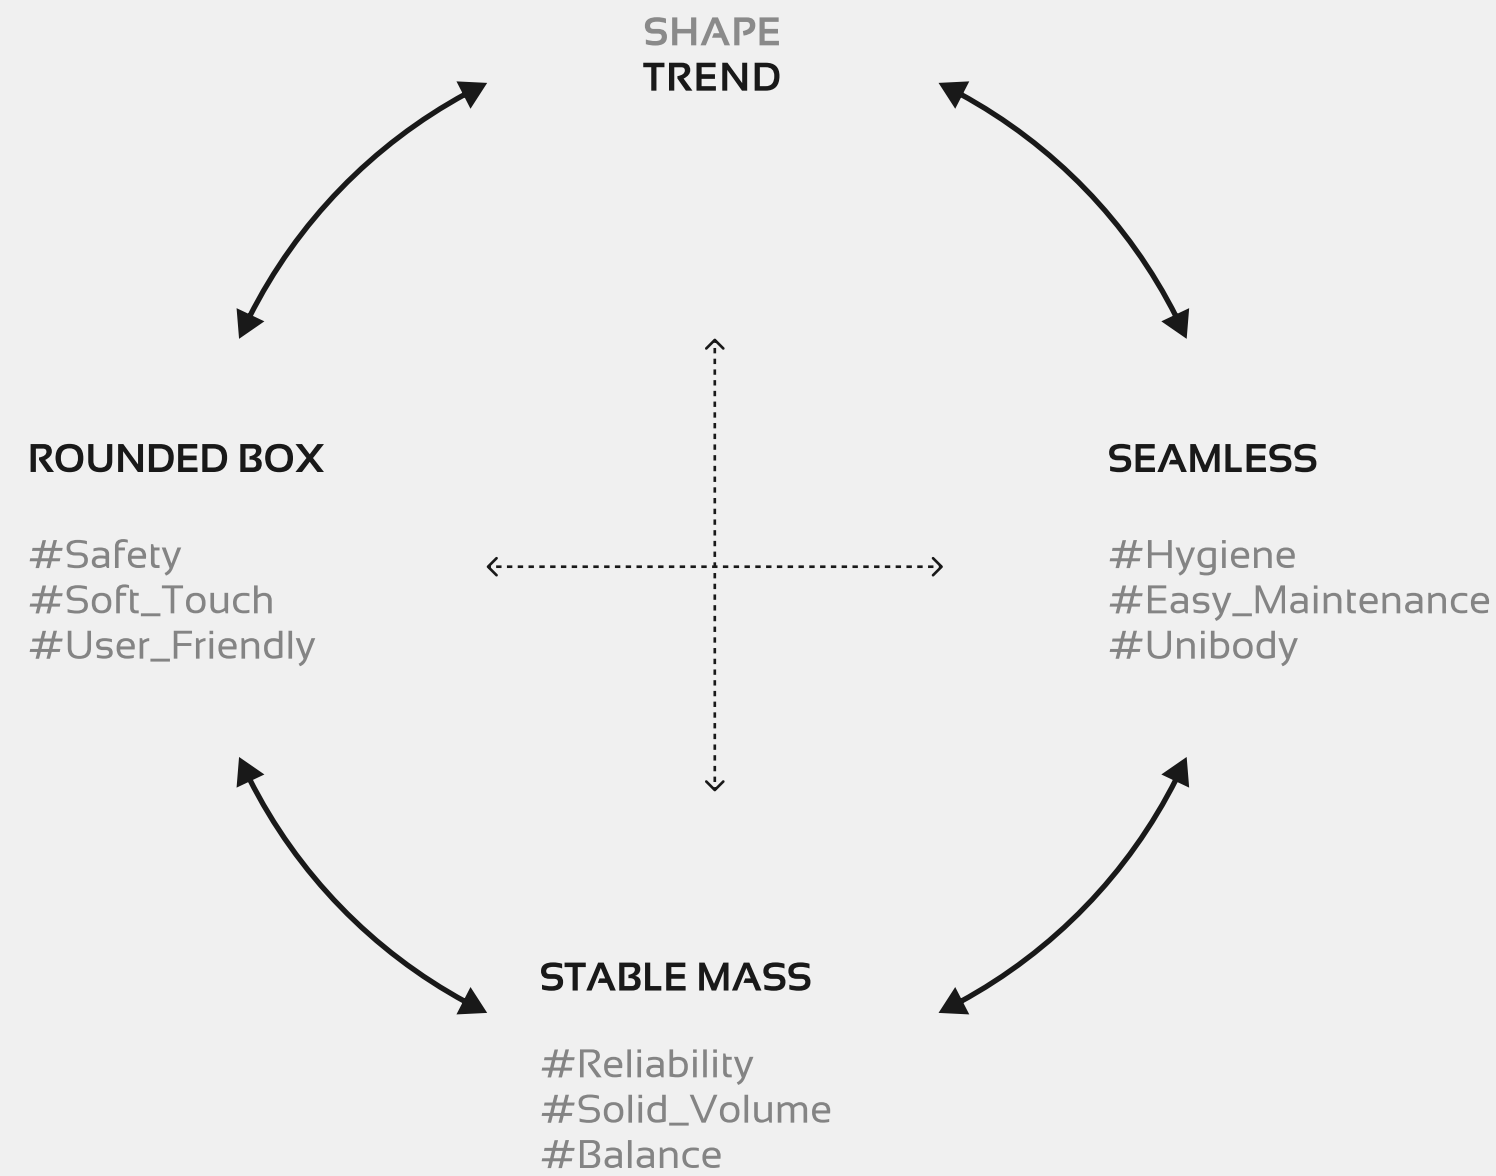 SHAPE
TREND
ROUNDED BOX
#Safety
#Soft_Touch
#User_Friendly
SEAMLESS
#Hygiene
#Easy_Maintenance
#Unibody
STABLE MASS
#Reliability
#Solid_Volume
#Balance